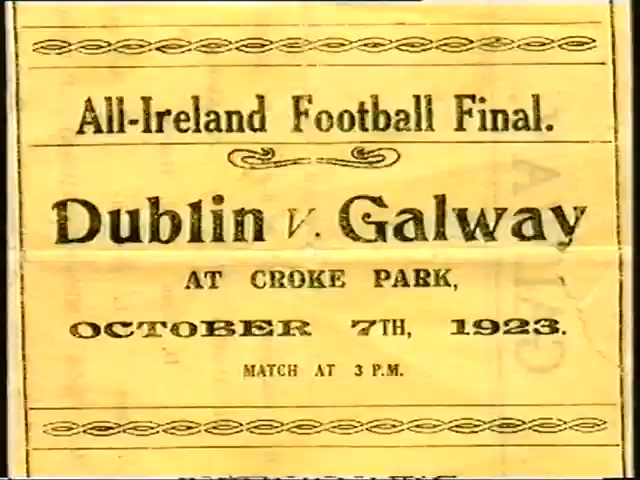 All-Ireland Football Final.
Dublin v. Galway
AT CROKE PARK,
OCTOBER 7TH, 1923.
MATCH AT 3 P.M.